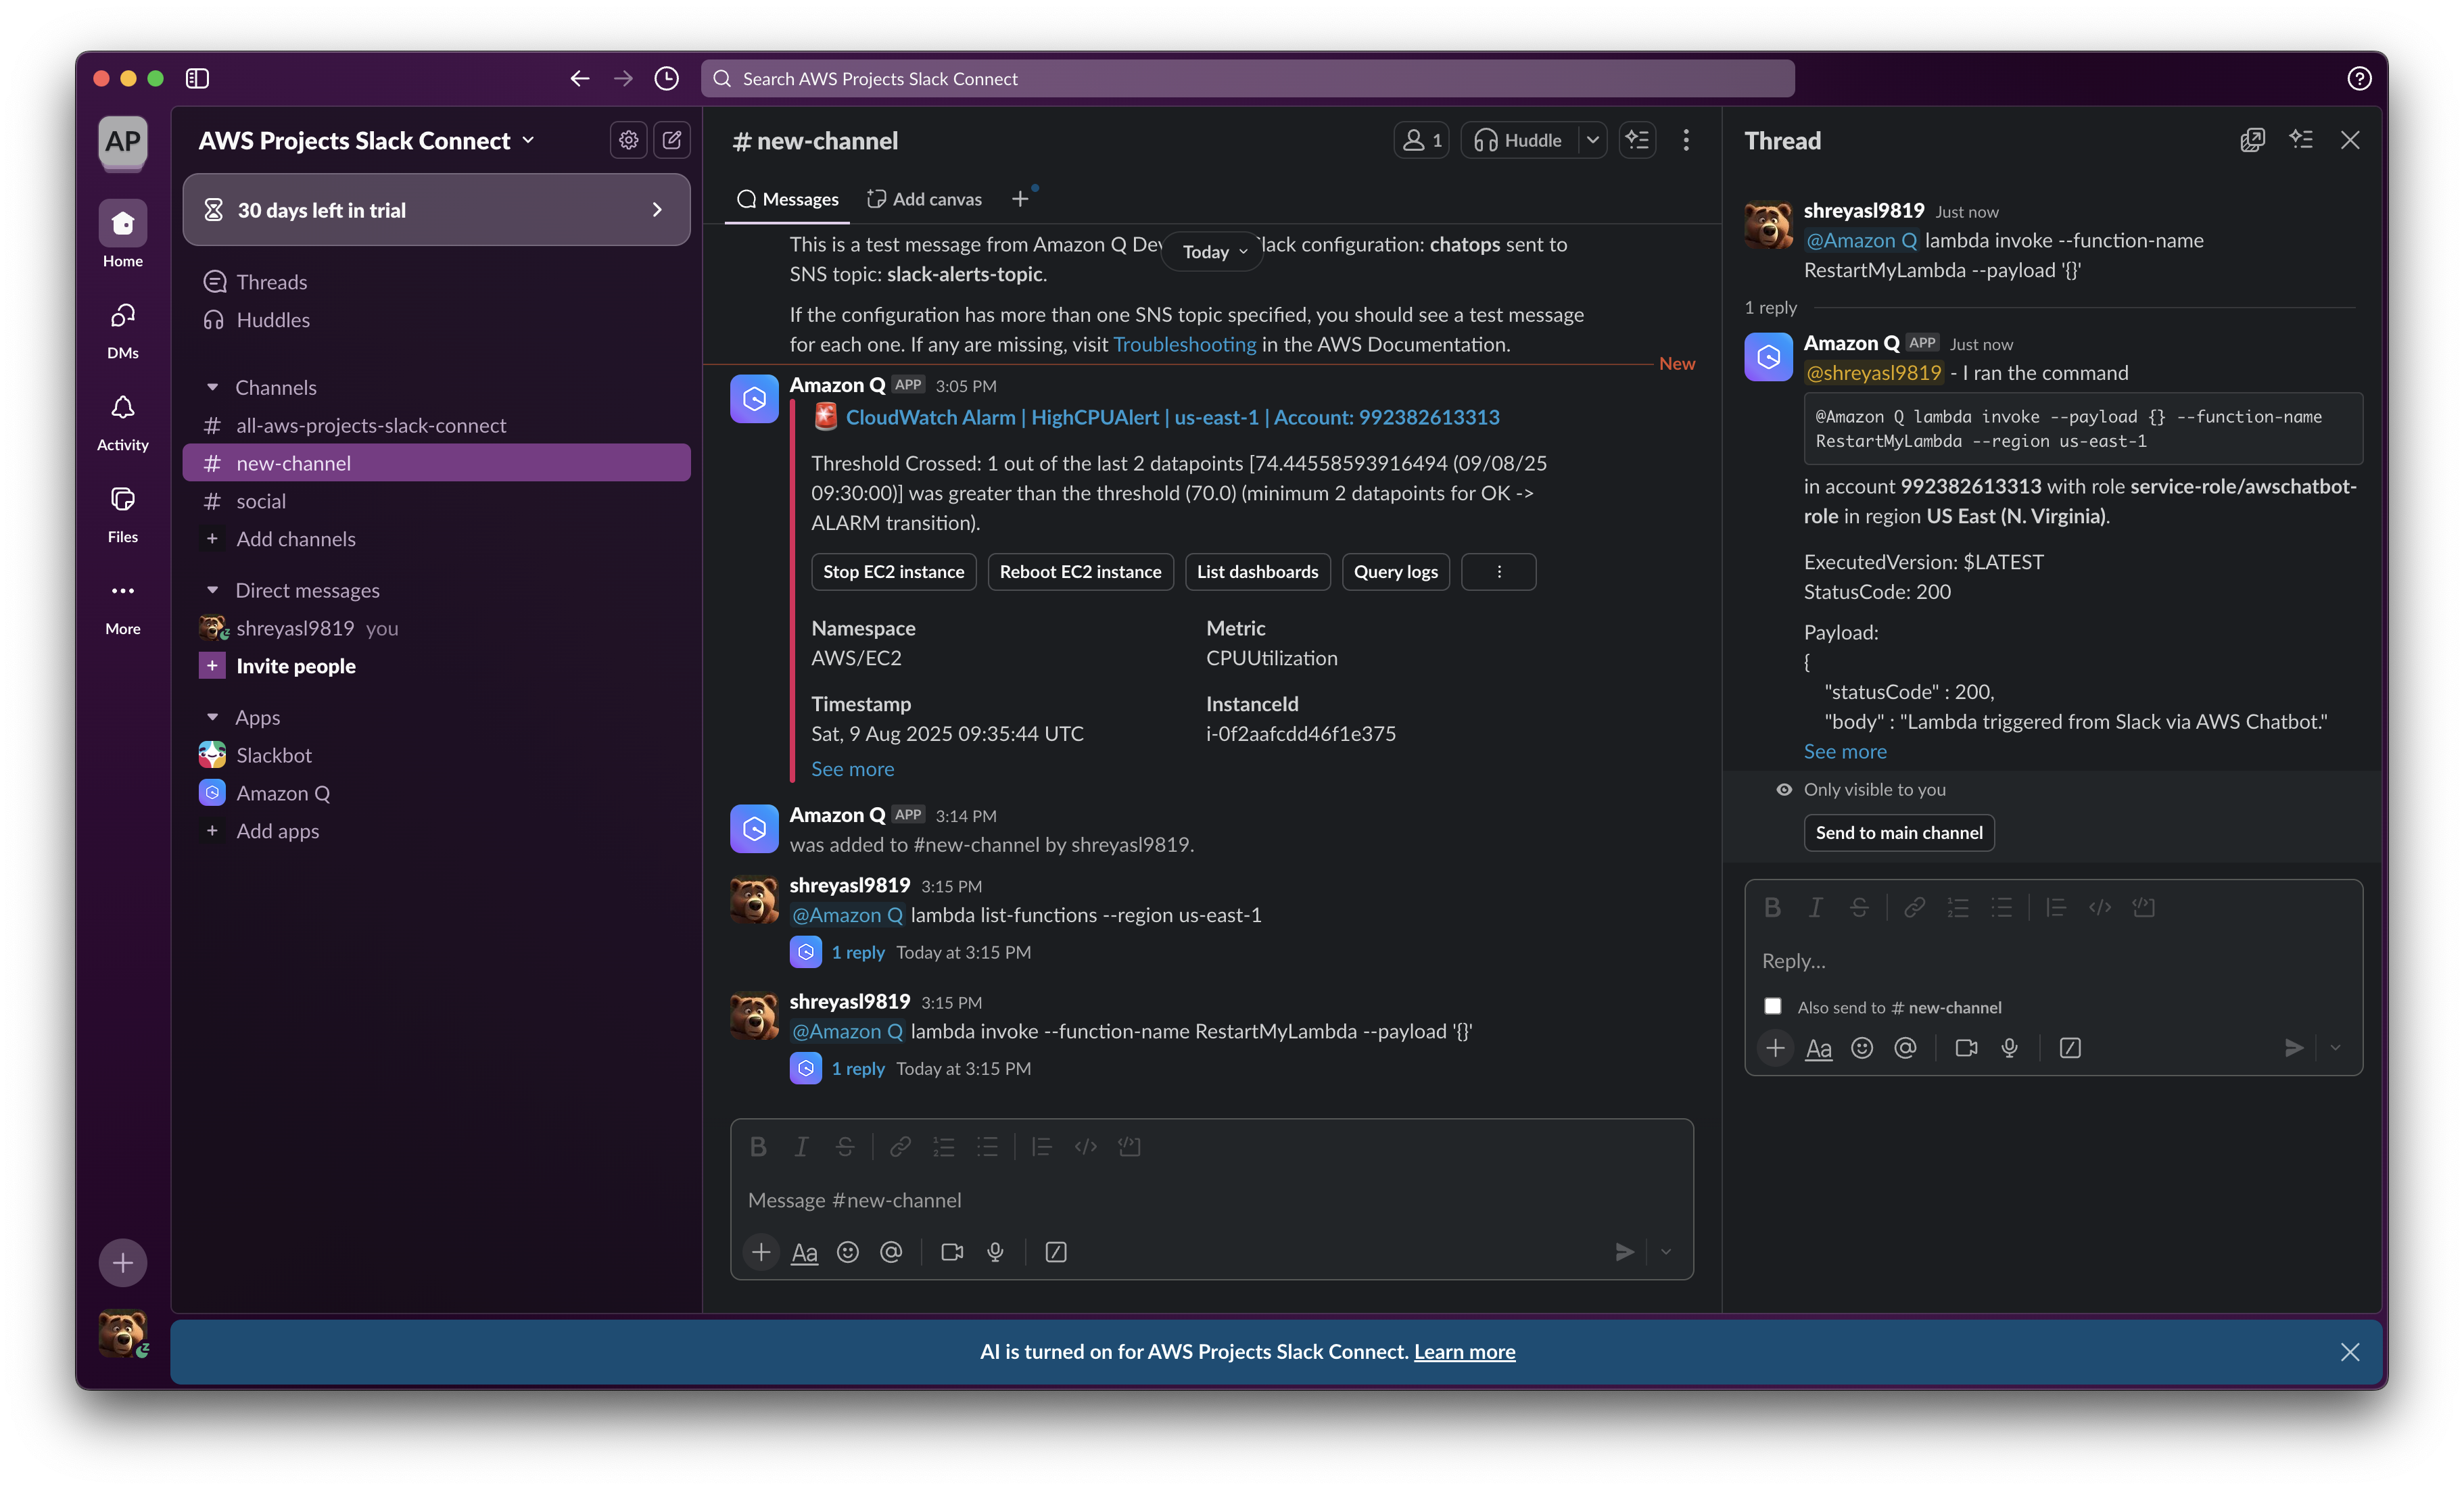 Search AWS Projects Slack Connect
AP
Home
DMs
Activity
Files
More
AWS Projects Slack Connect
30 days left in trial
Threads
Huddles
Channels
# all-aws-projects-slack-connect
# new-channel
# social
+ Add channels
Direct messages
shreyasl9819 you
+ Invite people
Apps
Slackbot
Amazon Q
+ Add apps
# new-channel
1
Huddle
Messages
Add canvas
Today
This is a test message from Amazon Q Dev lack configuration: chatops sent to
SNS topic: slack-alerts-topic.
If the configuration has more than one SNS topic specified, you should see a test message
for each one. If any are missing, visit Troubleshooting in the AWS Documentation.
New
Amazon Q APP 3:05 PM
CloudWatch Alarm | HighCPUAlert | us-east-1 | Account: 992382613313
Threshold Crossed: 1 out of the last 2 datapoints [74.44558593916494 (09/08/25
09:30:00)] was greater than the threshold (70.0) (minimum 2 datapoints for OK ->
ALARM transition).
Stop EC2 instance
Reboot EC2 instance
List dashboards
Query logs
Namespace
AWS/EC2
Metric
CPUUtilization
Timestamp
Sat, 9 Aug 2025 09:35:44 UTC
InstanceId
i-0f2aafcdd46f1e375
See more
Amazon Q APP 3:14 PM
was added to #new-channel by shreyasl9819.
shreyasl9819 3:15 PM
@Amazon Q lambda list-functions --region us-east-1
1 reply Today at 3:15 PM
shreyasl9819 3:15 PM
@Amazon Q lambda invoke --function-name RestartMyLambda --payload '{}'
1 reply Today at 3:15 PM
Message #new-channel
Aa
Thread
shreyasl9819 Just now
@Amazon Q lambda invoke --function-name
RestartMyLambda --payload '{}'
1 reply
Amazon Q APP Just now
@shreyasl9819 - I ran the command
@Amazon Q lambda invoke --payload {} --function-name
RestartMyLambda --region us-east-1
in account 992382613313 with role service-role/awschatbot-
role in region US East (N. Virginia).
ExecutedVersion: $LATEST
StatusCode: 200
Payload:
{
"statusCode" : 200,
"body" : "Lambda triggered from Slack via AWS Chatbot."
See more
Only visible to you
Send to main channel
Reply...
Also send to # new-channel
Aa
AI is turned on for AWS Projects Slack Connect. Learn more